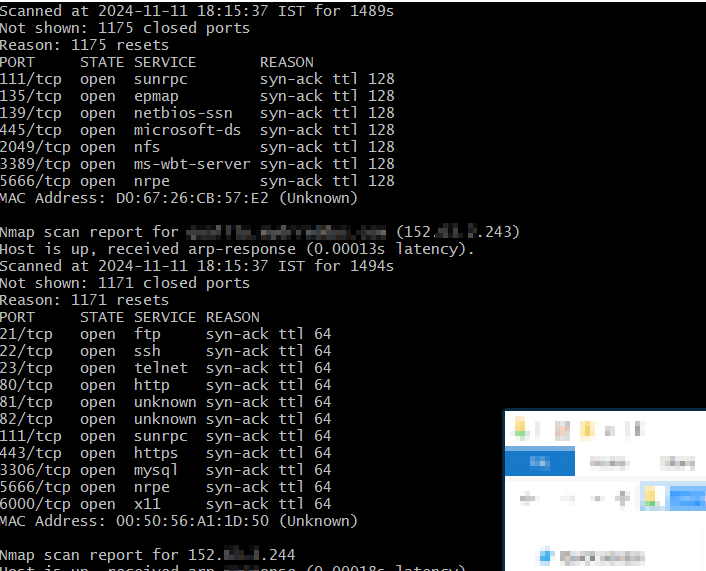 Scanned at 2024-11-11 18:15:37 IST for 1489s
Not shown: 1175 closed ports
Reason: 1175 resets
PORT STATE SERVICE REASON
111/tcp open sunrpc syn-ack ttl 128
135/tcp open epmap syn-ack ttl 128
139/tcp open netbios-ssn syn-ack ttl 128
445/tcp open microsoft-ds syn-ack ttl 128
2049/tcp open nfs syn-ack ttl 128
3389/tcp open ms-wbt-server syn-ack ttl 128
5666/tcp open nrpe syn-ack ttl 128
MAC Address: D0:67:26:CB:57:E2 (Unknown)
Nmap scan report for (152. .243)
Host is up, received arp-response (0.00013s latency).
Scanned at 2024-11-11 18:15:37 IST for 1494s
Not shown: 1171 closed ports
Reason: 1171 resets
PORT STATE SERVICE REASON
21/tcp open ftp syn-ack ttl 64
22/tcp open ssh syn-ack ttl 64
23/tcp open telnet syn-ack ttl 64
80/tcp open http syn-ack ttl 64
81/tcp open unknown syn-ack ttl 64
82/tcp open unknown syn-ack ttl 64
111/tcp open sunrpc syn-ack ttl 64
443/tcp open https syn-ack ttl 64
3306/tcp open mysql syn-ack ttl 64
5666/tcp open nrpe syn-ack ttl 64
6000/tcp open x11 syn-ack ttl 64
MAC Address: 00:50:56:A1:1D:50 (Unknown)
Nmap scan report for 152. .244
Host is up, received arp-response (0.00018s latency)